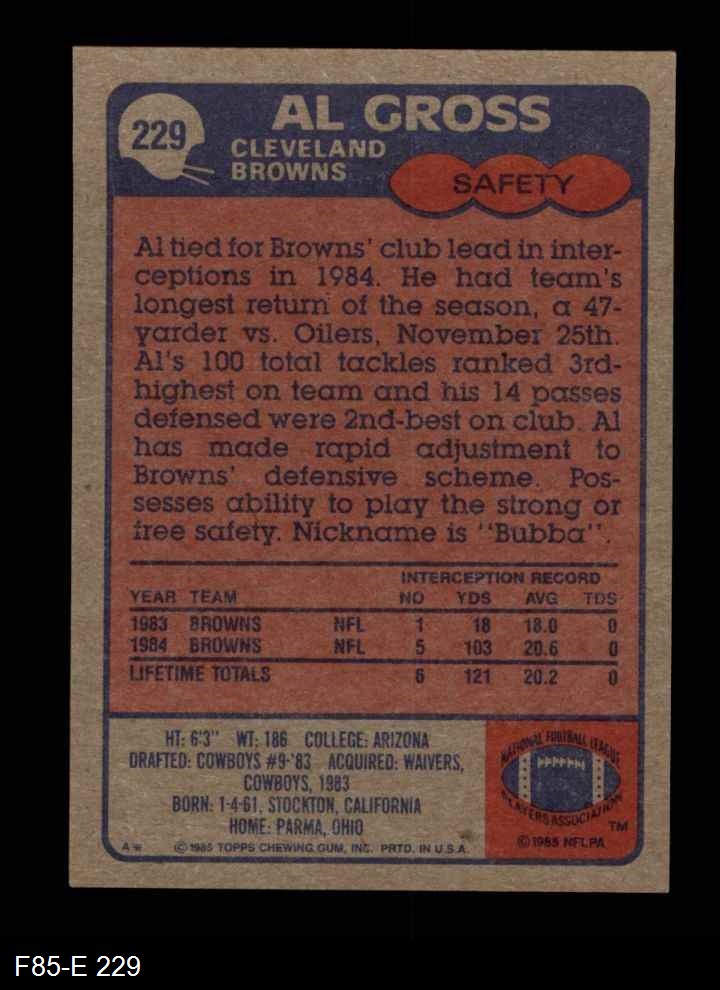 229
AL GROSS
CLEVELAND
BROWNS
SAFETY
Al tied for Browns' club lead in inter-
ceptions in 1984. He had team's
longest return of the season, a 47-
yarder vs. Oilers, November 25th.
Al's 100 total tackles ranked 3rd-
highest on team and his 14 passes
defensed were 2nd-best on club. Al
has made rapid adjustment to
Browns' defensive scheme. Pos-
sesses ability to play the strong or
free safety. Nickname is "Bubba".
INTERCEPTION RECORD
YEAR TEAM NO YDS AVG TDS
1983 BROWNS NFL 1 18 18.0 0
1984 BROWNS NFL 5 103 20.6 0
LIFETIME TOTALS 6 121 20.2 0
HT: 6'3" WT: 186 COLLEGE: ARIZONA
DRAFTED: COWBOYS #9-'83 ACQUIRED: WAIVERS,
COWBOYS, 1983
BORN: 1-4-61, STOCKTON, CALIFORNIA
HOME: PARMA, OHIO
A* © 1985 TOPPS CHEWING GUM, INC. PRTD. IN U.S.A.
NATIONAL FOOTBALL LEAGUE
PLAYERS ASSOCIATION
TM
© 1985 NFLPA
F85-E 229